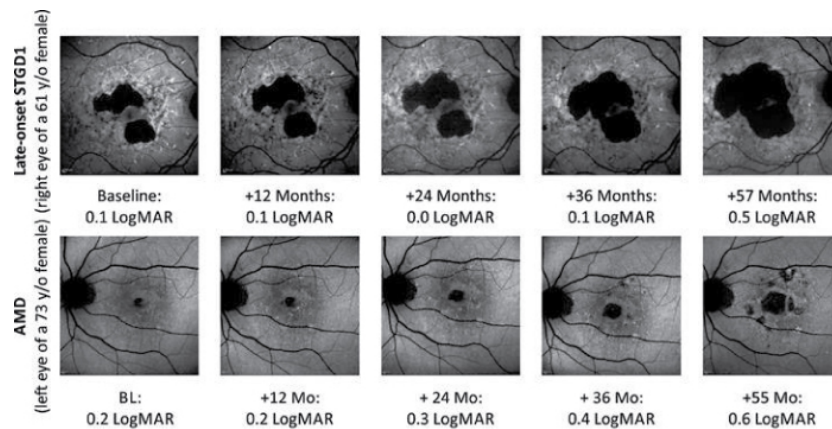 Late-onset STGD1
(right eye of a 61 y/o female)
Baseline:
0.1 LogMAR
+12 Months:
0.1 LogMAR
+24 Months:
0.0 LogMAR
+36 Months:
0.1 LogMAR
+57 Months:
0.5 LogMAR
AMD
(left eye of a 73 y/o female)
BL:
0.2 LogMAR
+12 Mo:
0.2 LogMAR
+ 24 Mo:
0.3 LogMAR
+ 36 Mo:
0.4 LogMAR
+55 Mo:
0.6 LogMAR